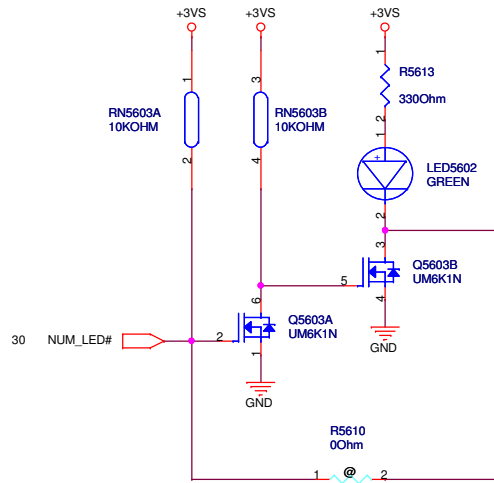 +3VS +3VS +3VS
1 3 1
R5613
330Ohm
RN5603A
10KOHM
RN5603B
10KOHM
2
1
2 4
+
LED5602
GREEN
2
3
Q5603B
UM6K1N
5
4
6
Q5603A
UM6K1N
GND
30 NUM_LED# 2
1
GND
R5610
0Ohm
1 @ 2